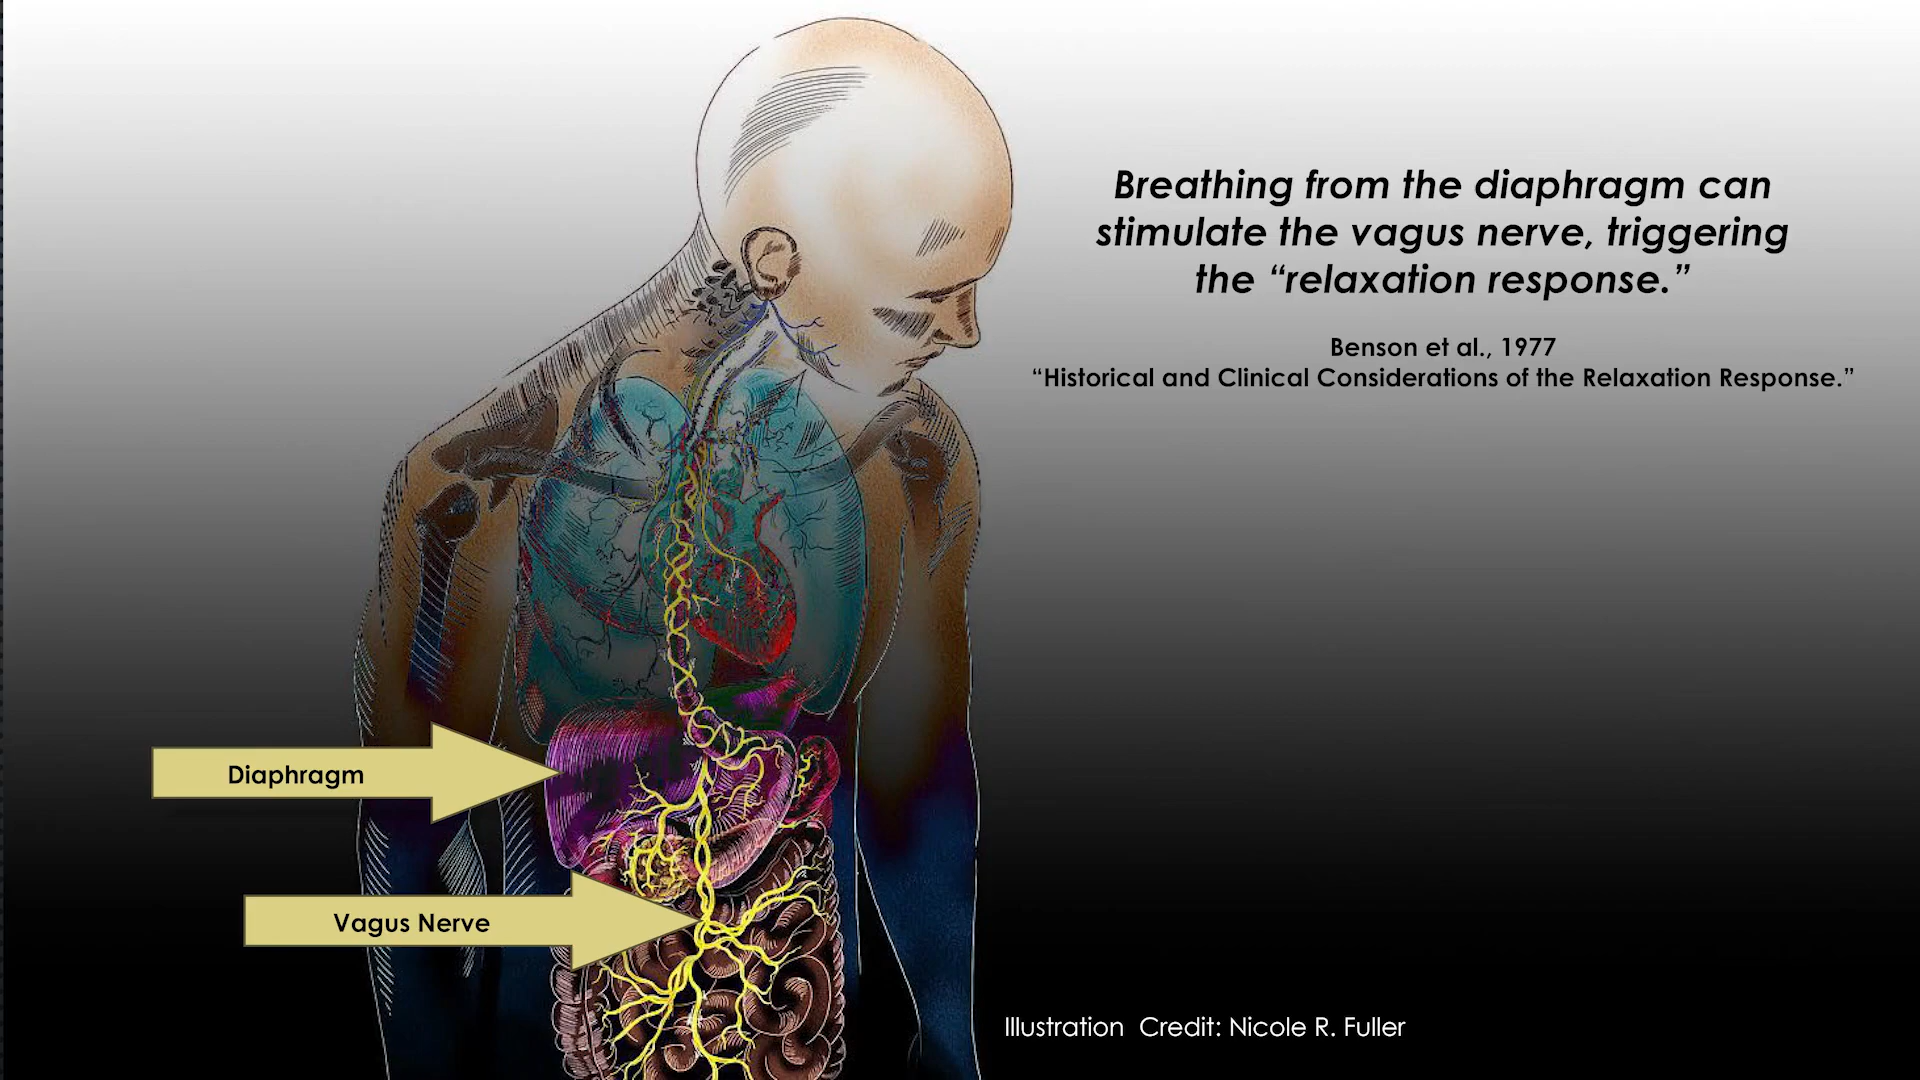 Breathing from the diaphragm can
stimulate the vagus nerve, triggering
the “relaxation response.”
Benson et al., 1977
“Historical and Clinical Considerations of the Relaxation Response.”
Diaphragm
Vagus Nerve
Illustration  Credit: Nicole R. Fuller